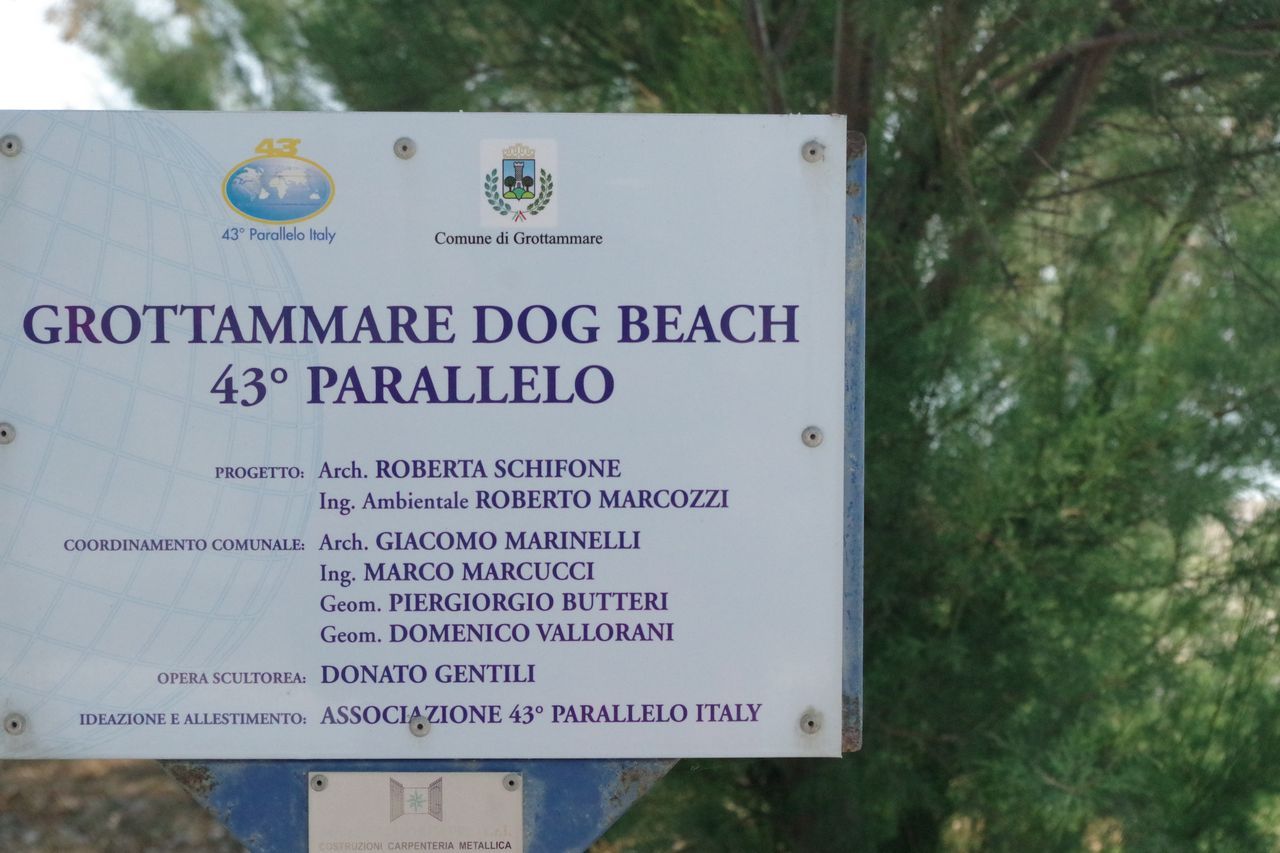 43°
43° Parallelo Italy
Comune di Grottammare
GROTTAMMARE DOG BEACH
43° PARALLELO
PROGETTO: Arch. ROBERTA SCHIFONE
Ing. Ambientale ROBERTO MARCOZZI
COORDINAMENTO COMUNALE: Arch. GIACOMO MARINELLI
Ing. MARCO MARCUCCI
Geom. PIERGIORGIO BUTTERI
Geom. DOMENICO VALLORANI
OPERA SCULTOREA: DONATO GENTILI
IDEAZIONE E ALLESTIMENTO: ASSOCIAZIONE 43° PARALLELO ITALY
COSTRUZIONI CARPENTERIA METALLICA